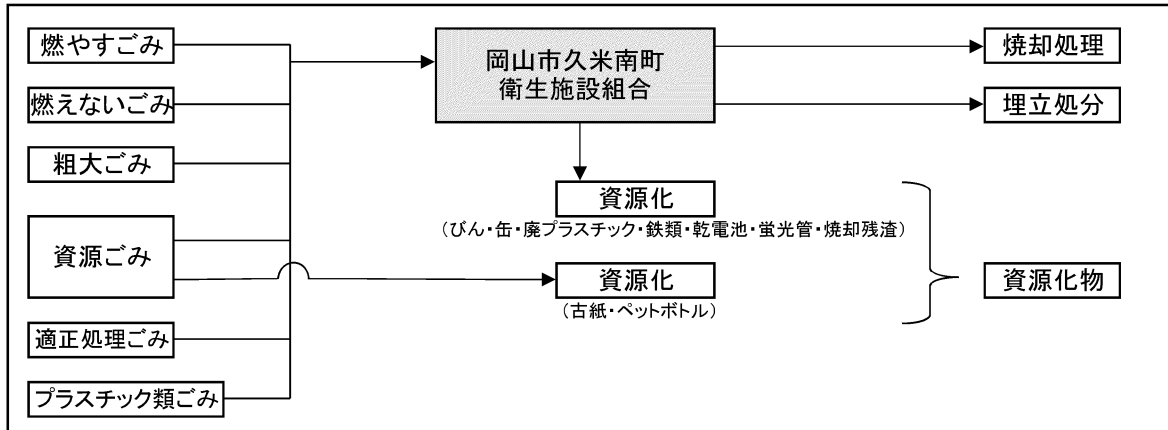 燃やすごみ
燃えないごみ
粗大ごみ
資源ごみ
適正処理ごみ
プラスチック類ごみ
岡山市久米南町
衛生施設組合
焼却処理
埋立処分
資源化
（びん・缶・廃プラスチック・鉄類・乾電池・蛍光管・焼却残渣）
資源化
（古紙・ペットボトル）
資源化物